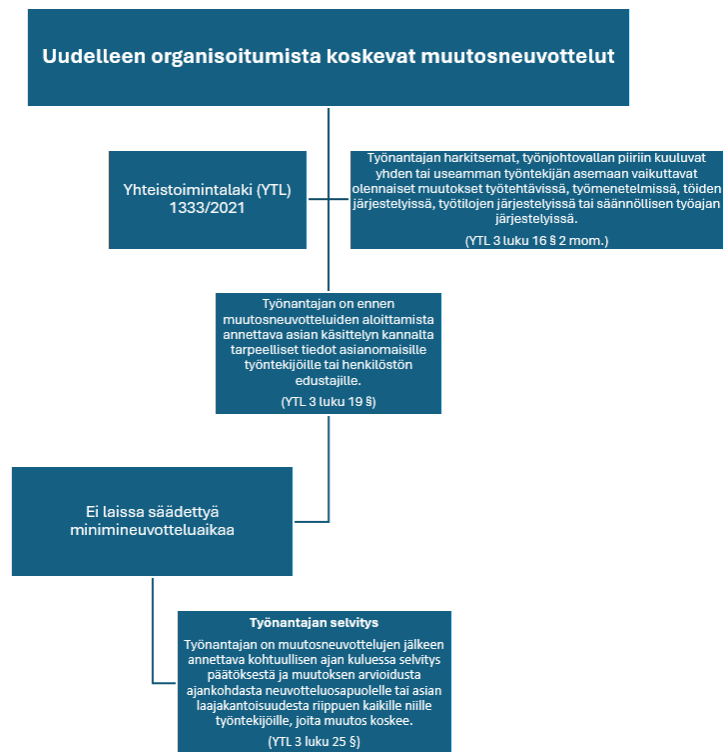 Uudelleen organisoitumista koskevat muutosneuvottelut
Yhteistoimintalaki (YTL)
1333/2021
Työnantajan harkitsemat, työnjohtovallan piiriin kuuluvat
yhden tai useamman työntekijän asemaan vaikuttavat
olennaiset muutokset työtehtävissä, työmenetelmissä, töiden
järjestelyissä, työtilojen järjestelyissä tai säännöllisen työajan
järjestelyissä.
(YTL 3 luku 16 § 2 mom.)
Työnantajan on ennen
muutosneuvotteluiden aloittamista
annettava asian käsittelyn kannalta
tarpeelliset tiedot asianomaisille
työntekijöille tai henkilöstön
edustajille.
(YTL 3 luku 19 §)
Ei laissa säädettyä
minimineuvotteluaikaa
Työnantajan selvitys
Työnantajan on muutosneuvottelujen jälkeen
annettava kohtuullisen ajan kuluessa selvitys
päätöksestä ja muutoksen arvioidusta
ajankohdasta neuvotteluosapuolelle tai asian
laajakantoisuudesta riippuen kaikille niille
työntekijöille, joita muutos koskee.
(YTL 3 luku 25 §)